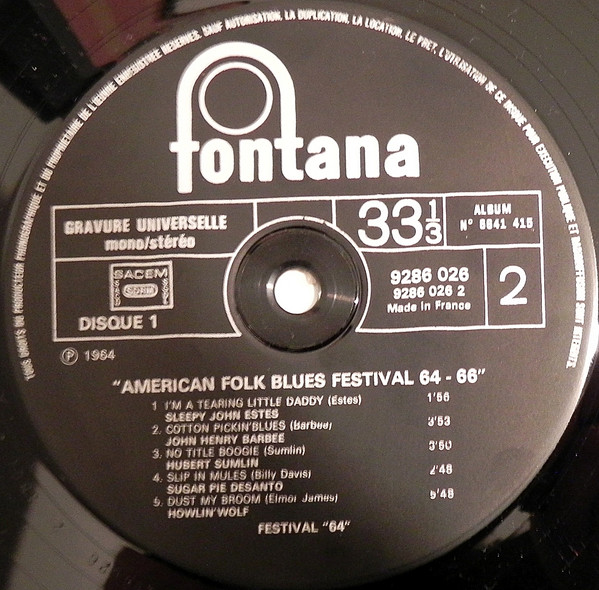 TOUS DROITS DU PRODUCTEUR PHONOGRAPHIQUE ET DU PROPRIETAIRE DE L'ŒUVRE ENREGISTREE RESERVES. SAUF AUTORISATION, LA DUPLICATION, LA LOCATION, LE PRET, L'UTILISATION DE CE DISQUE POUR EXECUTION PUBLIQUE ET RADIODIFFUSION SONT INTERDITS.
fontana
GRAVURE UNIVERSELLE
mono/stéréo
33 1/3
ALBUM
N° 6641 415
SACEM
DISQUE 1
9286 026
9286 026 2
Made in France
2
Ⓟ 1964
"AMERICAN FOLK BLUES FESTIVAL 64 - 66"
1 I'M A TEARING LITTLE DADDY (Estes) 1'56
SLEEPY JOHN ESTES
2. COTTON PICKIN'BLUES (Barbee) 3'53
JOHN HENRY BARBEE
3. NO TITLE BOOGIE (Sumlin) 3'50
HUBERT SUMLIN
4. SLIP IN MULES (Billy Davis) 2'48
SUGAR PIE DESANTO
5. DUST MY BROOM (Elmor James) 5'48
HOWLIN'WOLF
FESTIVAL "64"